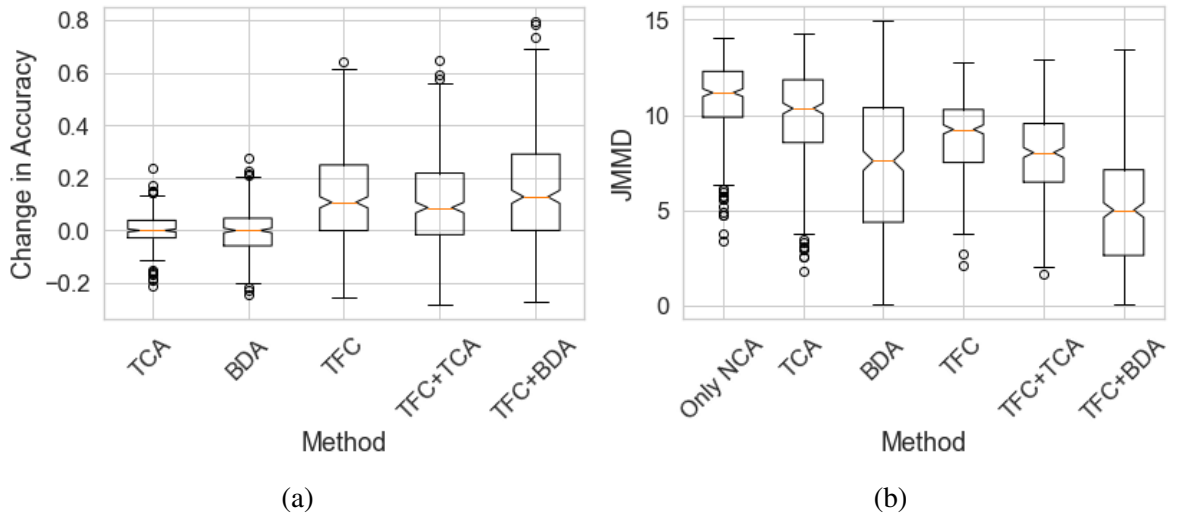 Change in Accuracy
0.8
0.6
0.4
0.2
0.0
−0.2
TCA
BDA
TFC
TFC+TCA
TFC+BDA
Method
(a)
JMMD
15
10
5
0
Only NCA
TCA
BDA
TFC
TFC+TCA
TFC+BDA
Method
(b)